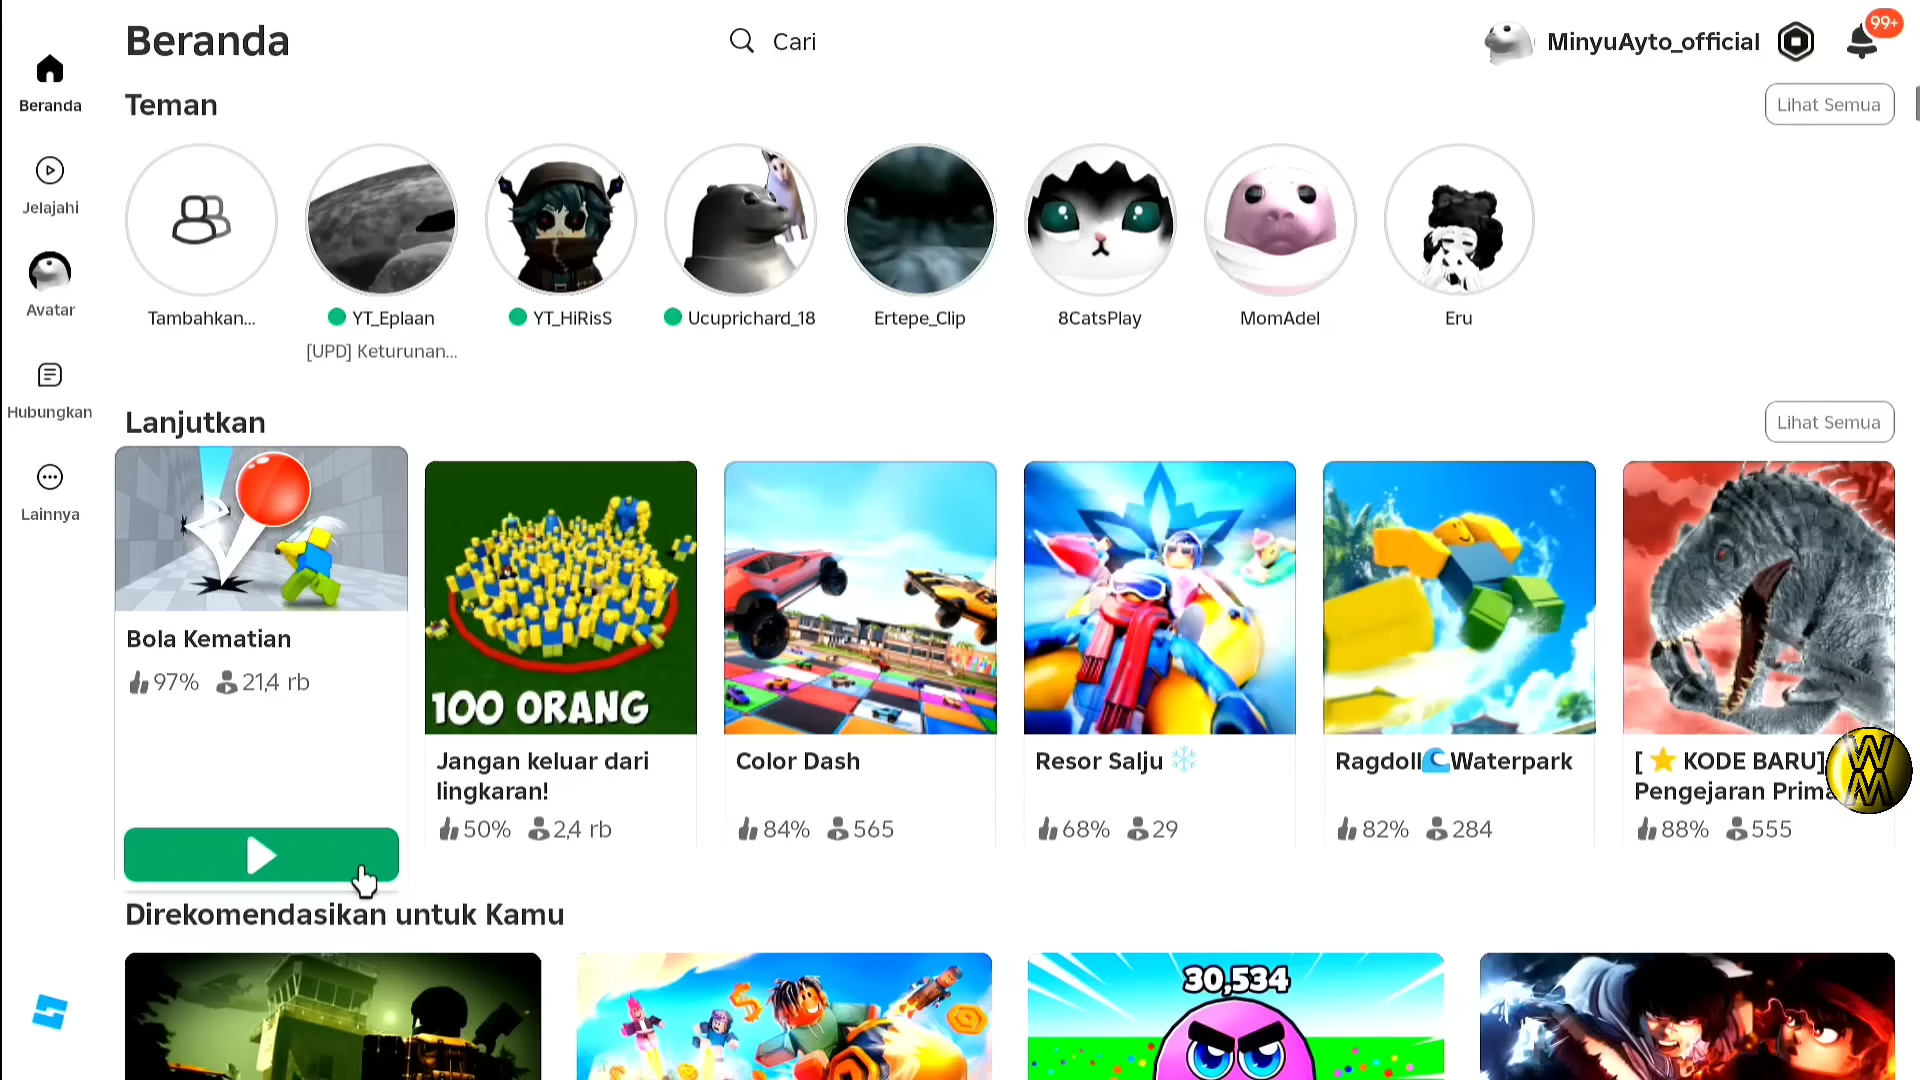 Beranda
Cari
MinyuAyto_official
99+
Beranda
Jelajahi
Avatar
Hubungkan
Lainnya
Teman
Lihat Semua
Tambahkan...
YT_Eplaan
[UPD] Keturunan...
YT_HiRisS
Ucuprichard_18
Ertepe_Clip
8CatsPlay
MomAdel
Eru
Lanjutkan
Lihat Semua
Bola Kematian
97% 21,4 rb
100 ORANG
Jangan keluar dari
lingkaran!
50% 2,4 rb
Color Dash
84% 565
Resor Salju ❄️
68% 29
Ragdoll🌊Waterpark
82% 284
[ ⭐ KODE BARU]
Pengejaran Prima
88% 555
WM
Direkomendasikan untuk Kamu
30,534